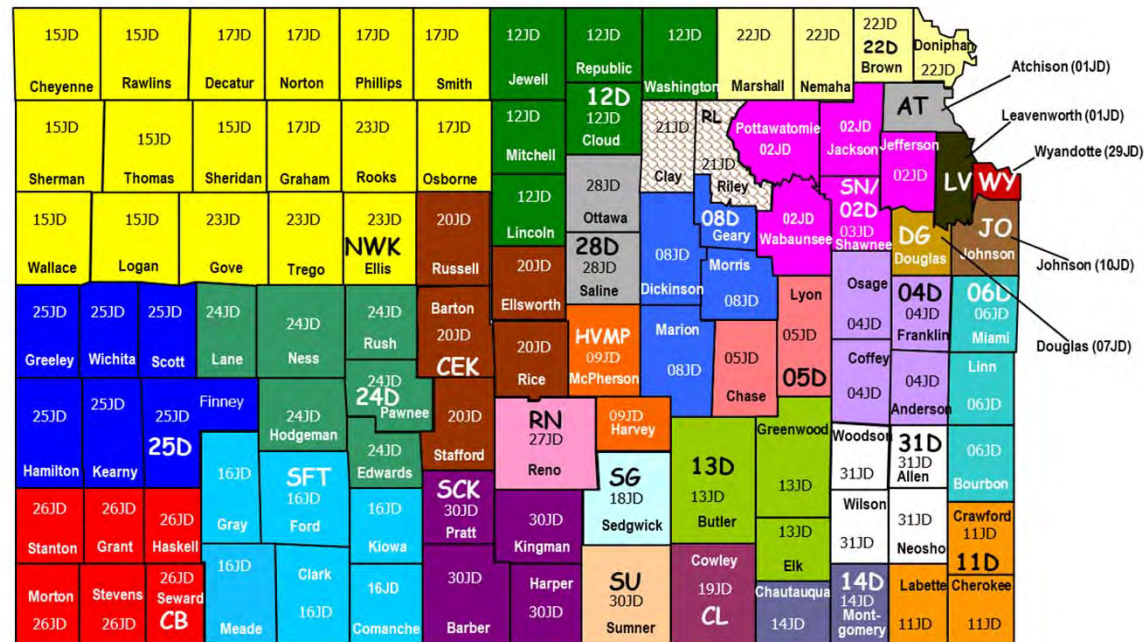 15JD
Cheyenne
15JD
Rawlins
17JD
Decatur
17JD
Norton
17JD
Phillips
17JD
Smith
12JD
Jewell
12JD
Republic
12JD
Washington
22JD
Marshall
22JD
Nemaha
22JD
22D
Brown
Doniphan
22JD
Atchison (01JD)
Leavenworth (01JD)
Wyandotte (29JD)
15JD
Sherman
15JD
Thomas
15JD
Sheridan
17JD
Graham
23JD
Rooks
17JD
Osborne
12JD
Mitchell
12D
12JD
Cloud
21JD
Clay
RL
21JD
Riley
Pottawatomie
02JD
02JD
Jackson
AT
Jefferson
02JD
LV
WY
15JD
Wallace
15JD
Logan
23JD
Gove
23JD
Trego
23JD
NWK
Ellis
20JD
Russell
12JD
Lincoln
28JD
Ottawa
28D
28JD
Saline
08JD
Dickinson
08D
Geary
02JD
Wabaunsee
SN/
02D
03JD
Shawnee
DG
Douglas
JO
Johnson
Johnson (10JD)
Douglas (07JD)
25JD
Greeley
25JD
Wichita
25JD
Scott
24JD
Lane
24JD
Ness
24JD
Rush
Barton
20JD
CEK
20JD
Ellsworth
20JD
Rice
HVMP
09JD
McPherson
Marion
08JD
Morris
08JD
05JD
Chase
Lyon
05JD
05D
Osage
04JD
04D
04JD
Franklin
06D
06JD
Miami
Coffey
04JD
04JD
Anderson
Linn
06JD
25JD
Hamilton
25JD
Kearny
25JD
Finney
25D
24JD
Hodgeman
24JD
24D
Pawnee
24JD
Edwards
20JD
Stafford
RN
27JD
Reno
09JD
Harvey
13D
13JD
Butler
Greenwood
13JD
Woodson
31JD
31D
31JD
Allen
06JD
Bourbon
16JD
Gray
SFT
16JD
Ford
16JD
Kiowa
SCK
30JD
Pratt
30JD
Kingman
SG
18JD
Sedgwick
13JD
Elk
Wilson
31JD
31JD
Neosho
Crawford
11JD
11D
26JD
Stanton
26JD
Grant
26JD
Haskell
Morton
26JD
Stevens
26JD
26JD
Seward
CB
16JD
Meade
Clark
16JD
16JD
Comanche
30JD
Barber
Harper
30JD
SU
30JD
Sumner
Cowley
19JD
CL
Chautauqua
14JD
14D
14JD
Mont-
gomery
Labette
11JD
Cherokee
11JD